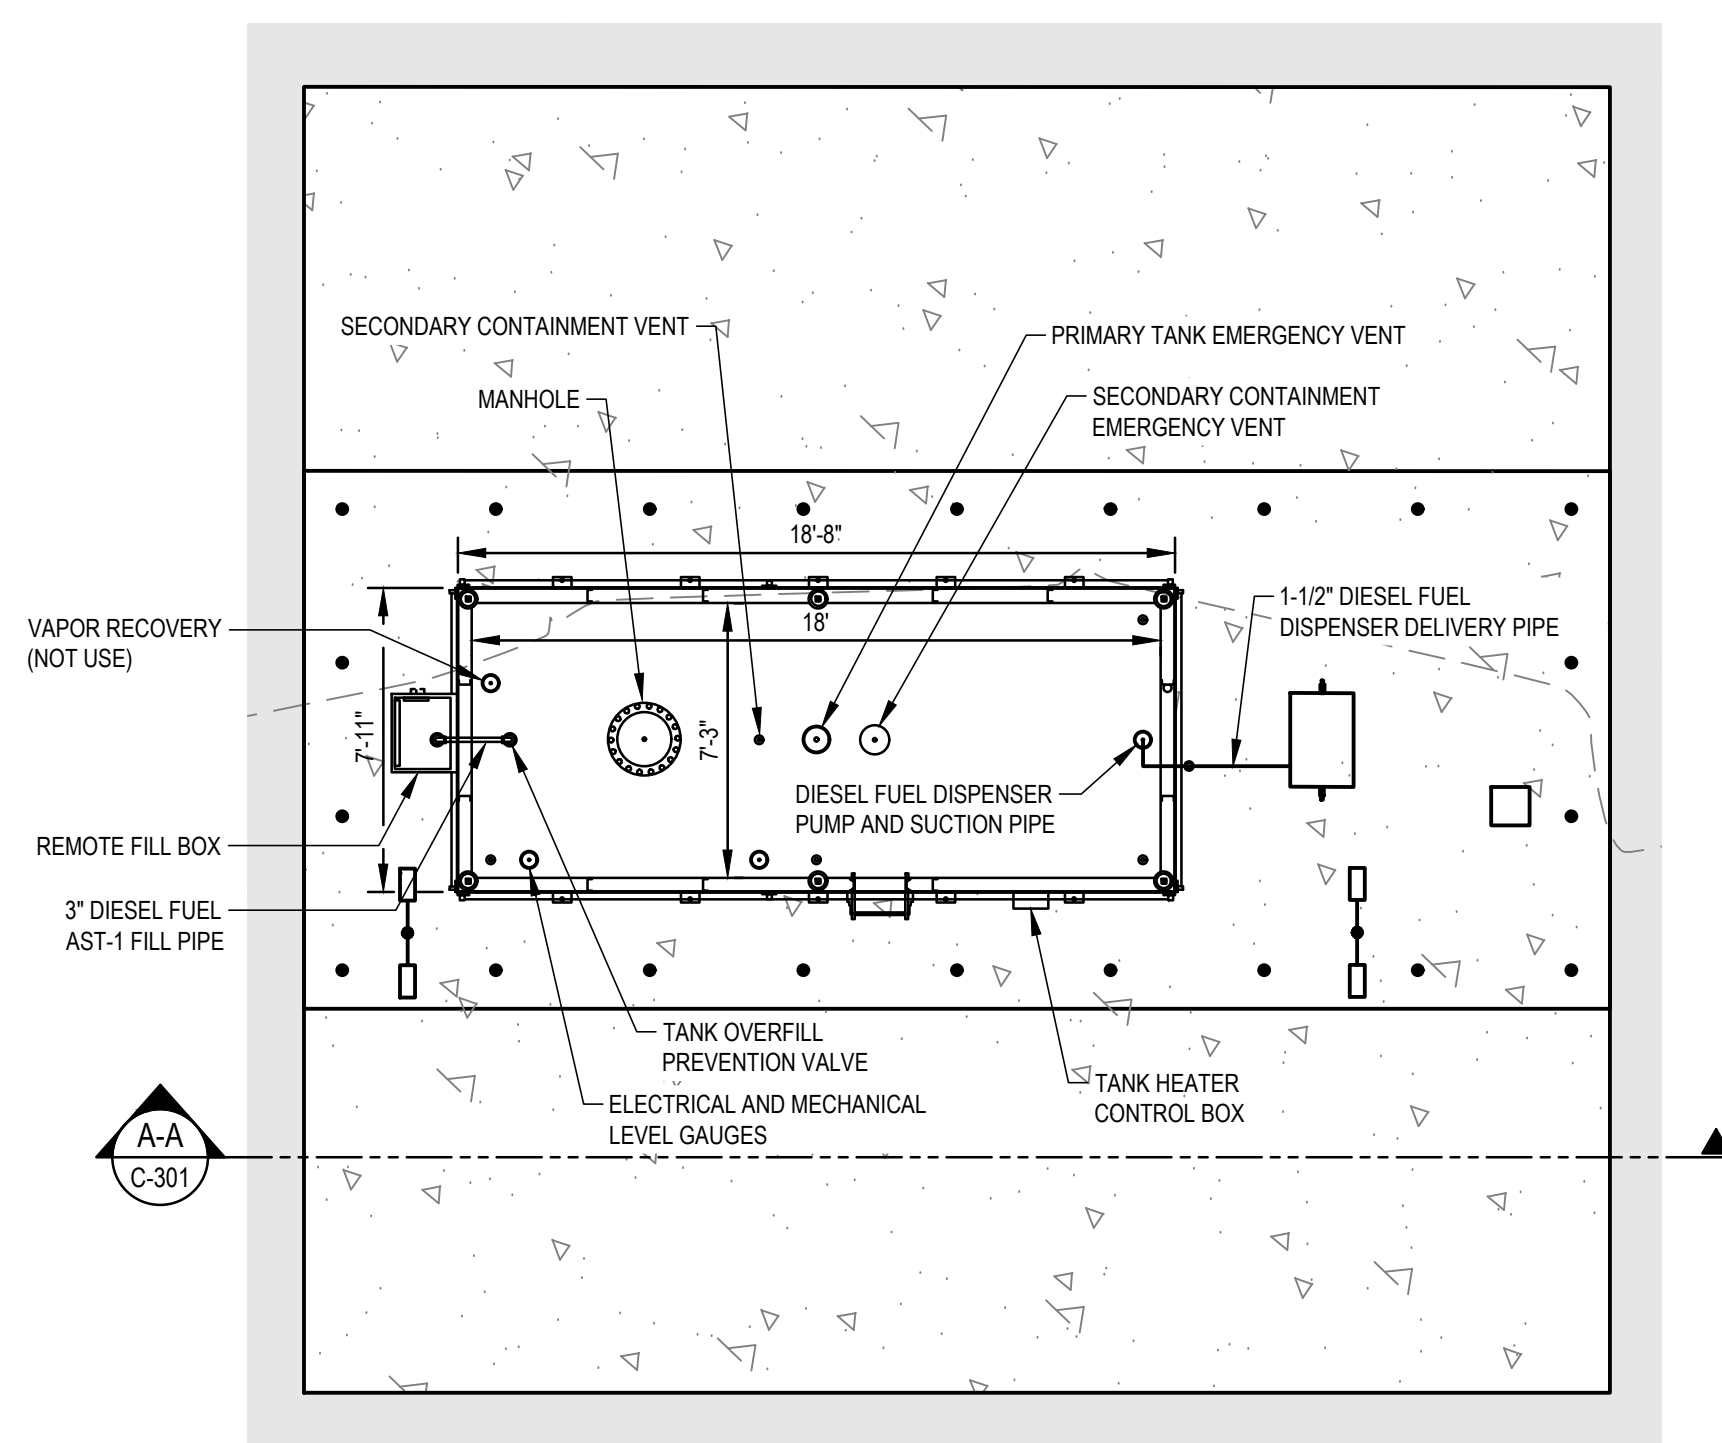 SECONDARY CONTAINMENT VENT
PRIMARY TANK EMERGENCY VENT
MANHOLE
SECONDARY CONTAINMENT
EMERGENCY VENT
18'-8"
18'
1-1/2" DIESEL FUEL
DISPENSER DELIVERY PIPE
VAPOR RECOVERY
(NOT USE)
7'-11"
7'-3"
DIESEL FUEL DISPENSER
PUMP AND SUCTION PIPE
REMOTE FILL BOX
3" DIESEL FUEL
AST-1 FILL PIPE
TANK OVERFILL
PREVENTION VALVE
TANK HEATER
CONTROL BOX
ELECTRICAL AND MECHANICAL
LEVEL GAUGES
A-A
C-301